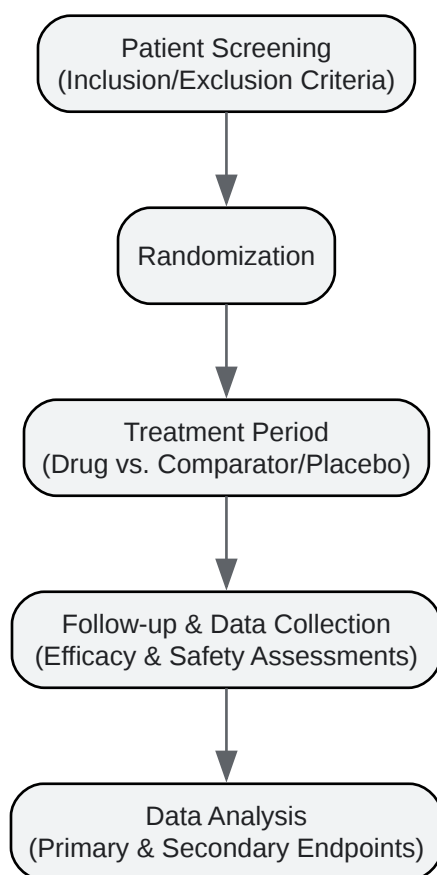 Patient Screening
(Inclusion/Exclusion Criteria)
Randomization
Treatment Period
(Drug vs. Comparator/Placebo)
Follow-up & Data Collection
(Efficacy & Safety Assessments)
Data Analysis
(Primary & Secondary Endpoints)